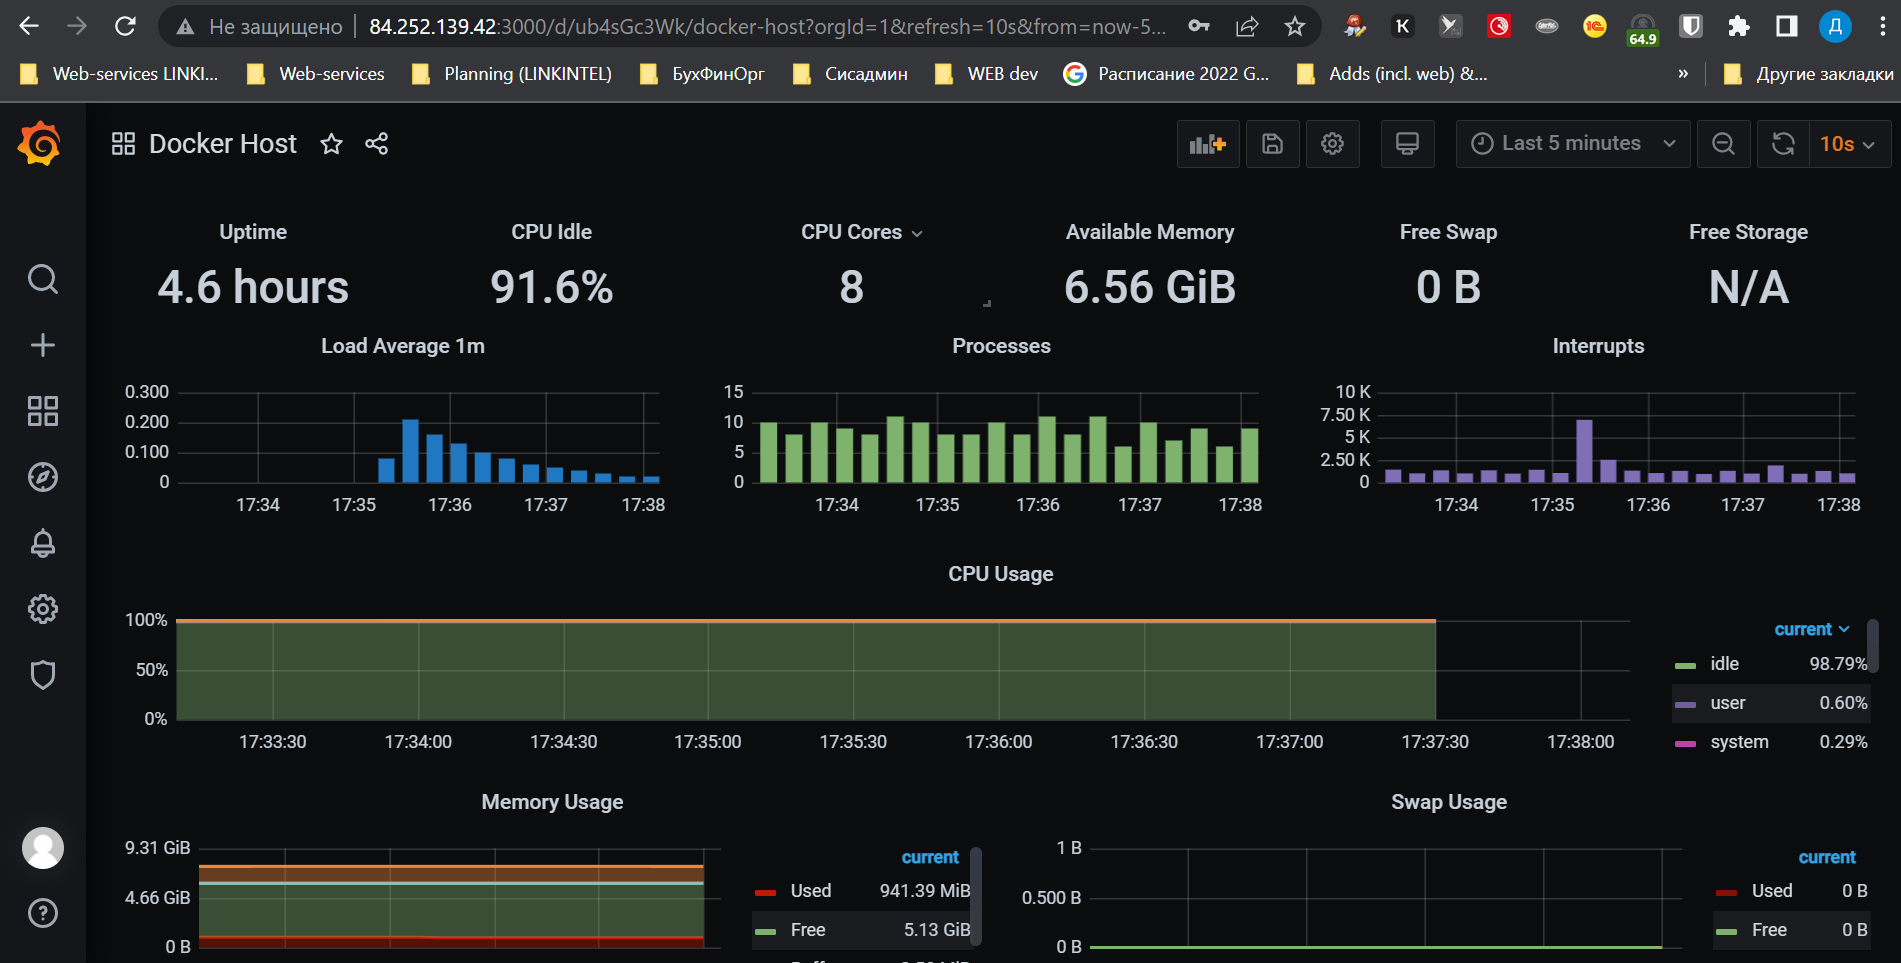 Не защищено 84.252.139.42:3000/d/ub4sGc3Wk/docker-host?orgId=1&refresh=10s&from=now-5...
K 1C 64.9 Д
Web-services LINKI... Web-services Planning (LINKINTEL) БухФинОрг Сисадмин WEB dev Расписание 2022 G... Adds (incl. web) &... » Другие закладки
Docker Host Last 5 minutes 10s
Uptime CPU Idle CPU Cores Available Memory Free Swap Free Storage
4.6 hours 91.6% 8 6.56 GiB 0 B N/A
Load Average 1m Processes Interrupts
0.300 15 10 K
0.200 10 7.50 K
0.100 5 5 K
0 0 2.50 K
0
17:34 17:35 17:36 17:37 17:38 17:34 17:35 17:36 17:37 17:38 17:34 17:35 17:36 17:37 17:38
CPU Usage
100% current
50% idle 98.79%
0% user 0.60%
17:33:30 17:34:00 17:34:30 17:35:00 17:35:30 17:36:00 17:36:30 17:37:00 17:37:30 17:38:00 system 0.29%
Memory Usage Swap Usage
9.31 GiB current 1 B current
4.66 GiB Used 941.39 MiB 0.500 B Used 0 B
0 B Free 5.13 GiB 0 B Free 0 B